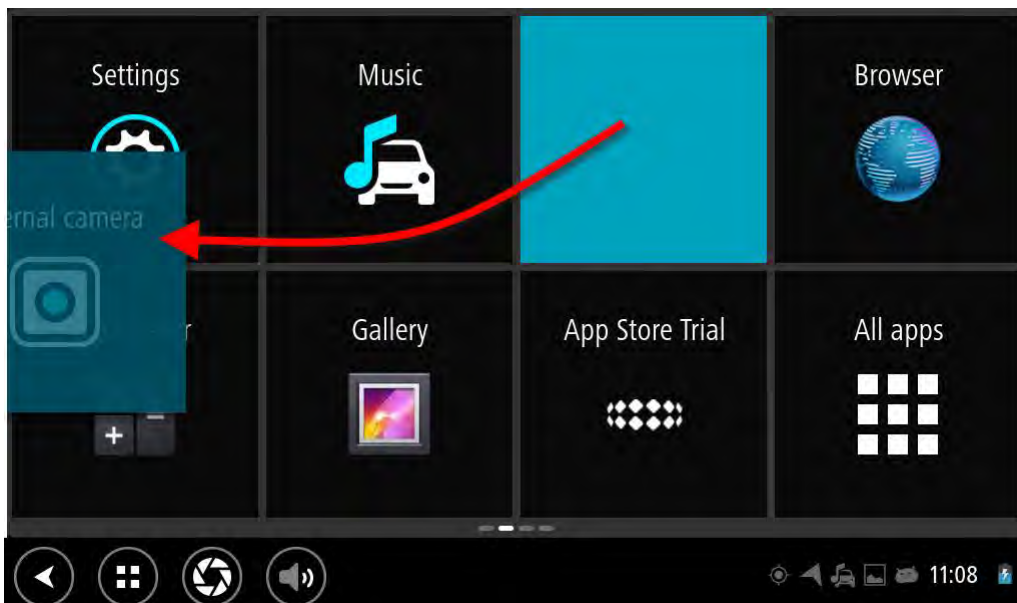 Settings
Music
Browser
ernal camera
r
Gallery
App Store Trial
All apps
11:08